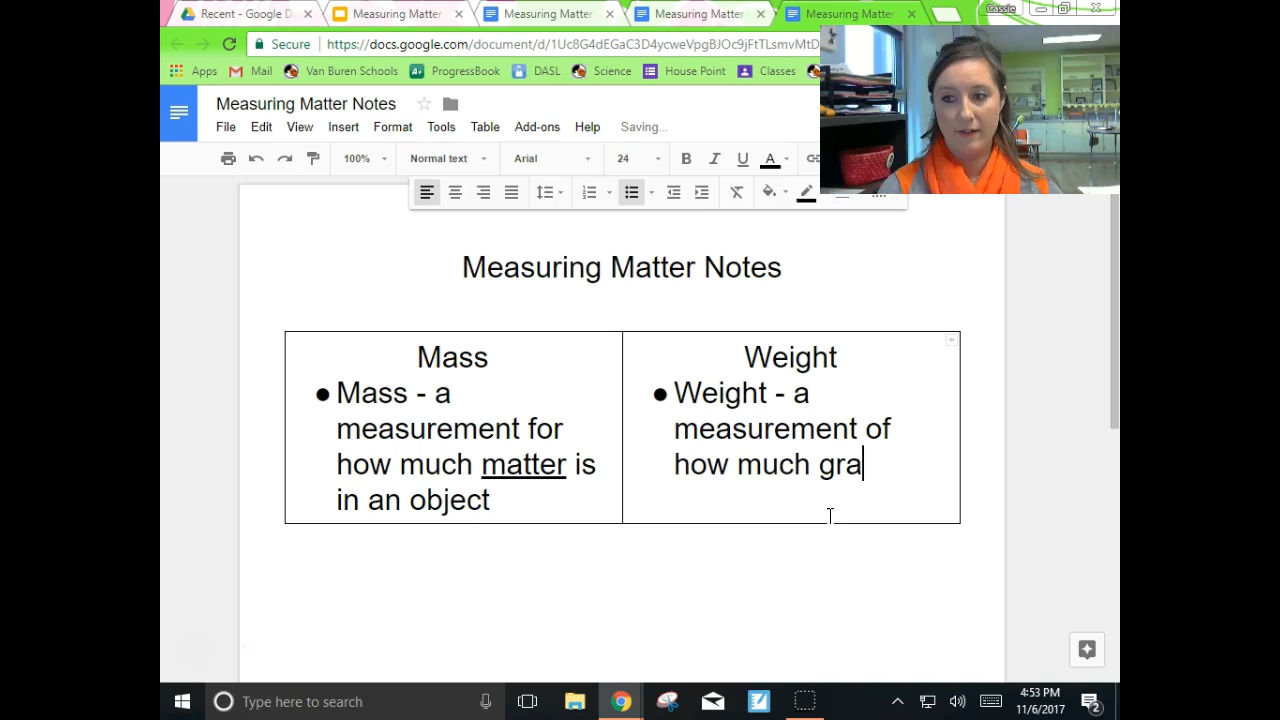 Recent - Google D
Measuring Matter
Measuring Matter
Measuring Matter
Measuring Matter
Cassie
Secure
https://docs.google.com/document/d/1Uc8G4dEGaC3D4ycweVpgBJOc9jFtTLsmvMtD
Apps
Mail
Van Buren Schools
ProgressBook
DASL
Science
House Point
Classes
Measuring Matter Notes
File Edit View Insert Format Tools Table Add-ons Help Saving...
100% Normal text Arial 24 B I U A
Measuring Matter Notes
Mass
● Mass - a
measurement for
how much matter is
in an object
Weight
● Weight - a
measurement of
how much gra
Type here to search
4:53 PM
11/6/2017
2